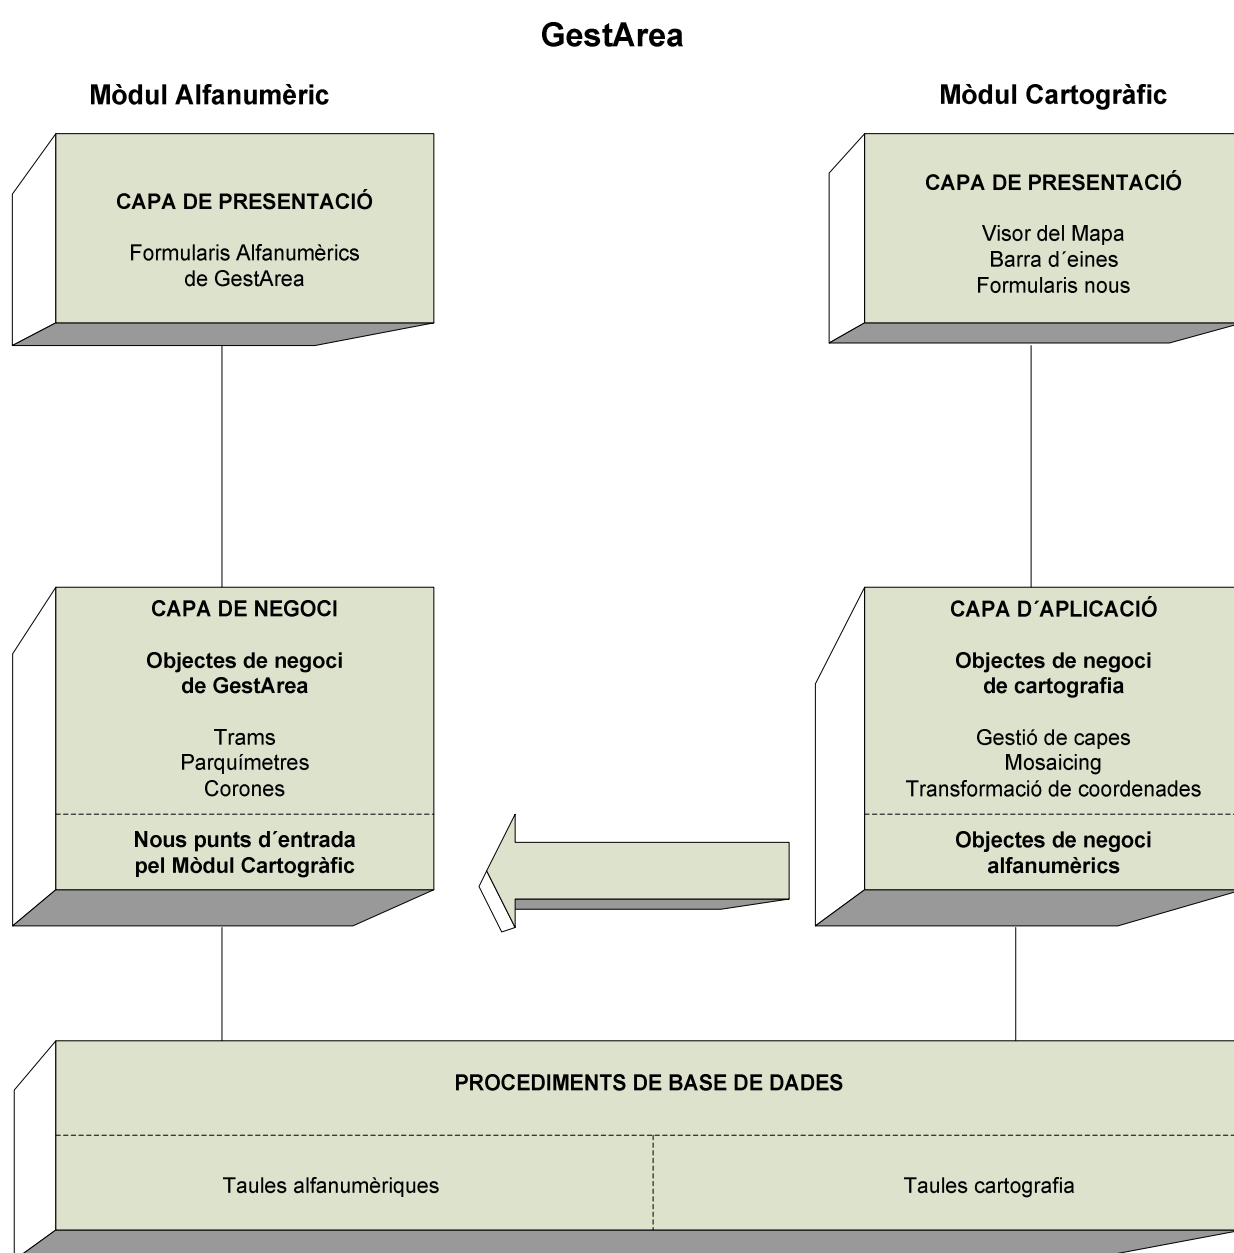 GestArea
Mòdul Alfanumèric
Mòdul Cartogràfic
CAPA DE PRESENTACIÓ
Formularis Alfanumèrics
de GestArea
CAPA DE PRESENTACIÓ
Visor del Mapa
Barra d´eines
Formularis nous
CAPA DE NEGOCI
Objectes de negoci
de GestArea
Trams
Parquímetres
Corones
Nous punts d´entrada
pel Mòdul Cartogràfic
CAPA D´APLICACIÓ
Objectes de negoci
de cartografia
Gestió de capes
Mosaicing
Transformació de coordenades
Objectes de negoci
alfanumèrics
PROCEDIMENTS DE BASE DE DADES
Taules alfanumèriques
Taules cartografia